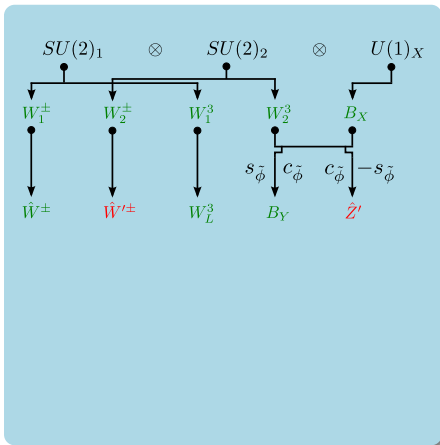 SU(2)₁ ⊗ SU(2)₂ ⊗ U(1)_X
W₁^± W₂^± W₁³ W₂³ B_X
s_φ̃ c_φ̃ c_φ̃ −s_φ̃
Ŵ^± Ŵ′^± W_L³ B_Y Ẑ′